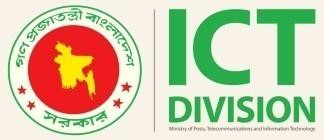 গণপ্রজাতন্ত্রী বাংলাদেশ
সরকার
ICT
DIVISION
Ministry of Posts, Telecommunications and Information Technology